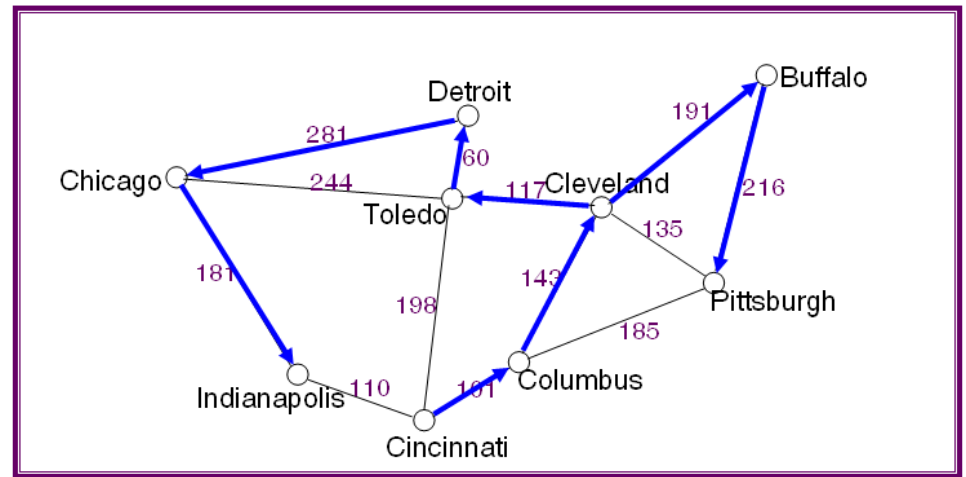 Buffalo
Detroit
191
281
60
Chicago
244
117
Cleveland
216
Toledo
135
181
143
198
Pittsburgh
185
110
101
Columbus
Indianapolis
Cincinnati